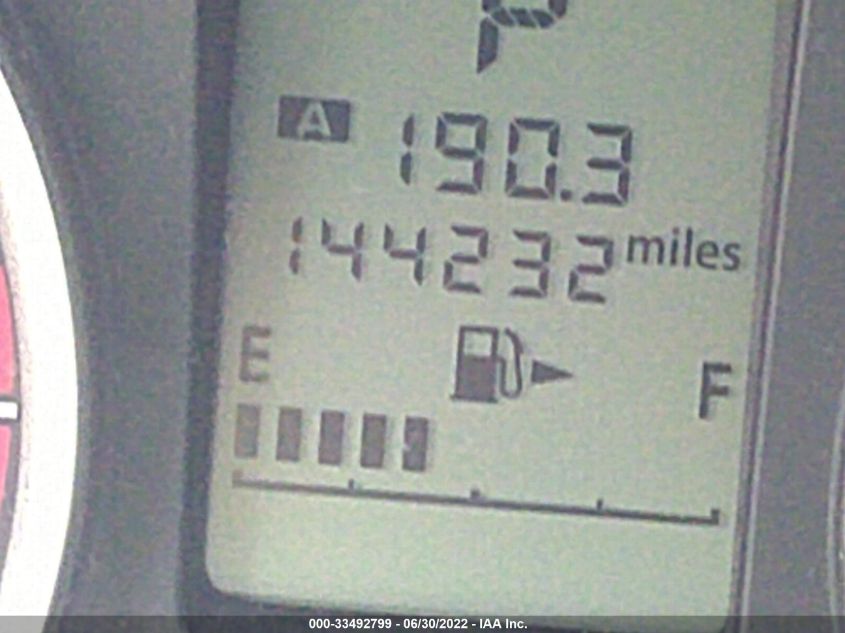 P
A 190.3
144232 miles
E F
000-33492799 - 06/30/2022 - IAA Inc.